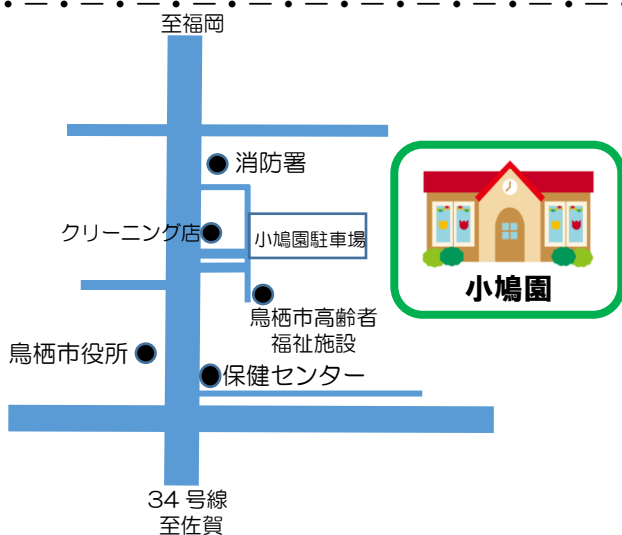 至福岡
消防署
クリーニング店
小鳩園駐車場
小鳩園
鳥栖市高齢者
福祉施設
鳥栖市役所
保健センター
34 号線
至佐賀